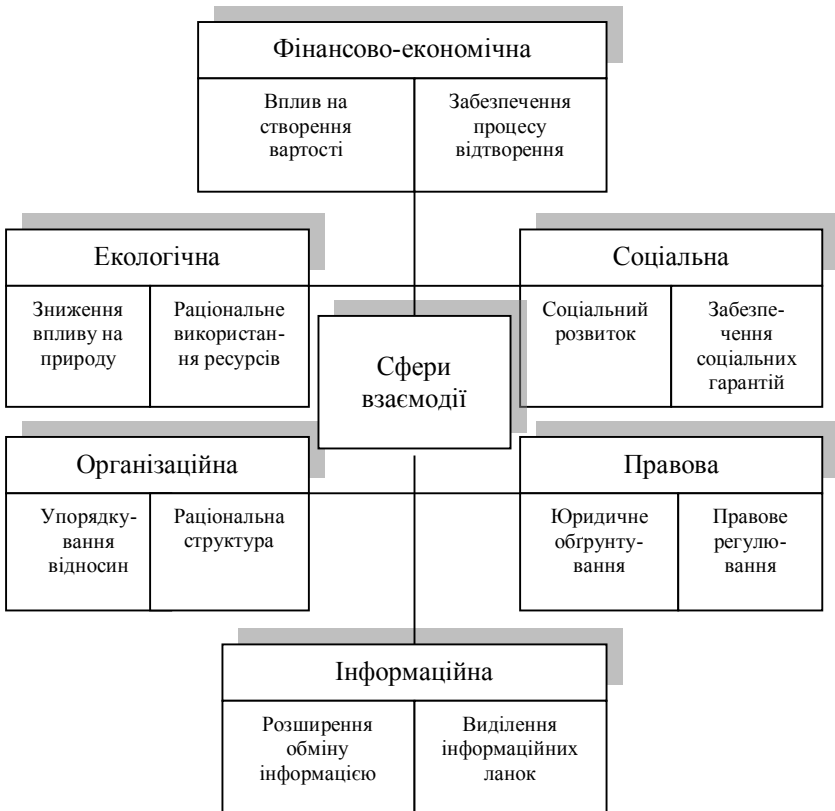 Фінансово-економічна
Вплив на
створення
вартості
Забезпечення
процесу
відтворення
Екологічна
Зниження
впливу на
природу
Раціональне
використан-
ня ресурсів
Соціальна
Соціальний
розвиток
Забезпе-
чення
соціальних
гарантій
Сфери
взаємодії
Організаційна
Упорядку-
вання
відносин
Раціональна
структура
Правова
Юридичне
обґрунту-
вання
Правове
регулю-
вання
Інформаційна
Розширення
обміну
інформацією
Виділення
інформаційних
ланок